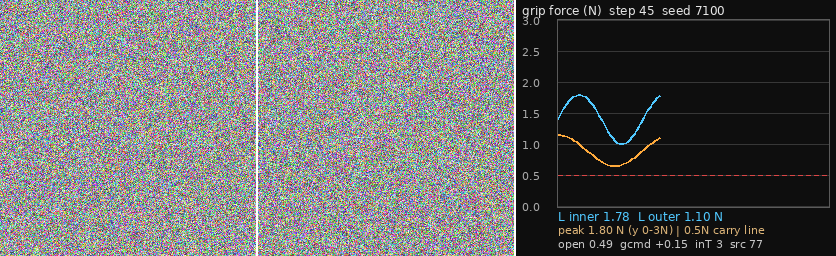 grip force (N)  step 45  seed 7100
3.0
2.5
2.0
1.5
1.0
0.5
0.0
L inner 1.78  L outer 1.10 N
peak 1.80 N (y 0-3N) | 0.5N carry line
open 0.49  gcmd +0.15  inT 3  src 77